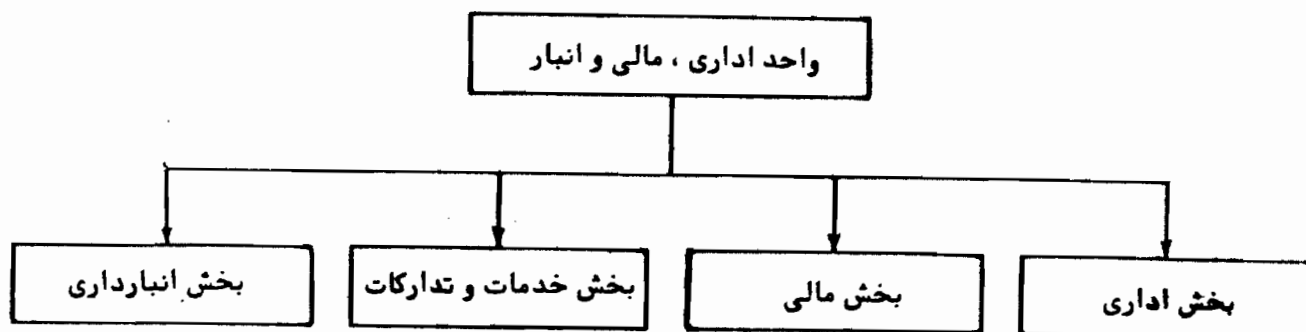 واحد اداری ، مالی و انبار
بخش اداری
بخش مالی
بخش خدمات و تدارکات
بخش انبارداری